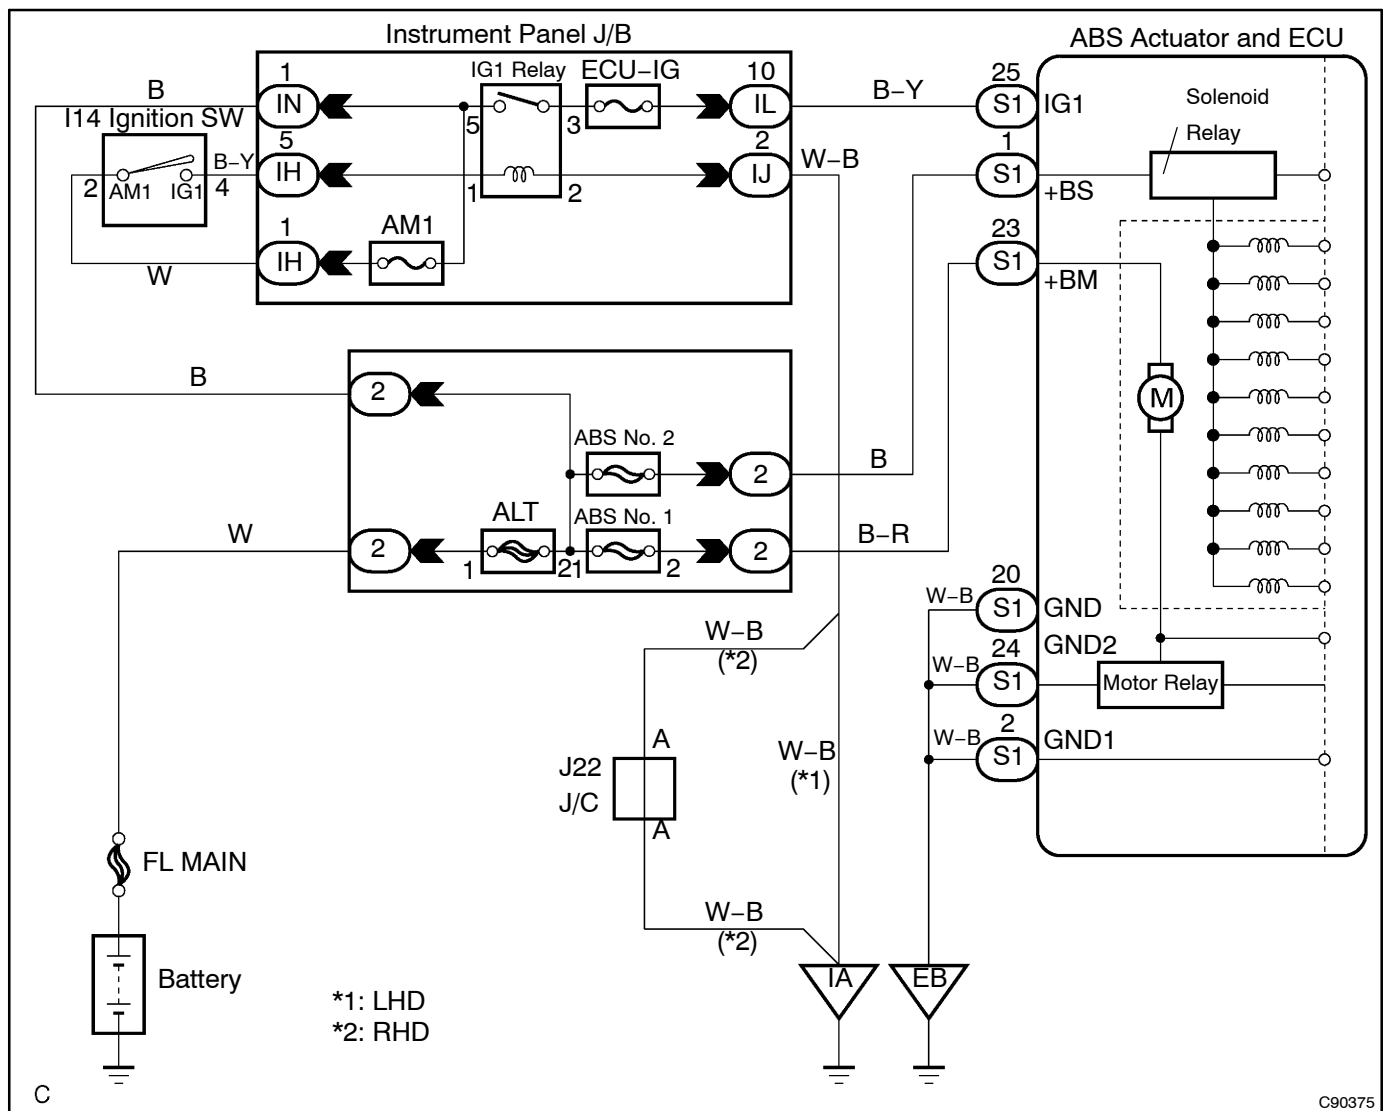 Instrument Panel J/B
ABS Actuator and ECU
1
IG1 Relay
ECU−IG
10
25
B
IN
5
3
IL
B−Y
S1
IG1
Solenoid
Relay
I14 Ignition SW
5
2
1
W−B
2
AM1
IG1
4
B−Y
IH
1
2
IJ
S1
+BS
1
AM1
23
IH
S1
+BM
W
B
2
ABS No. 2
M
2
B
ALT
ABS No. 1
W
2
1
2
1
2
2
B−R
20
W−B
S1
GND
W−B
(*2)
24
GND2
W−B
S1
Motor Relay
2
A
W−B
S1
GND1
J22
J/C
W−B
(*1)
A
FL MAIN
W−B
(*2)
Battery
IA
EB
*1: LHD
*2: RHD
C
C90375